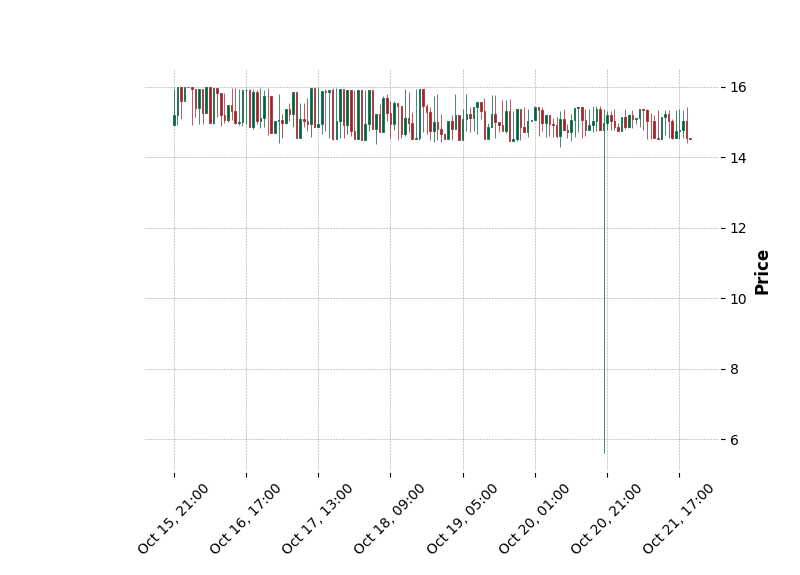 16
14
12
10
8
6
Price
Oct 15, 21:00
Oct 16, 17:00
Oct 17, 13:00
Oct 18, 09:00
Oct 19, 05:00
Oct 20, 01:00
Oct 20, 21:00
Oct 21, 17:00